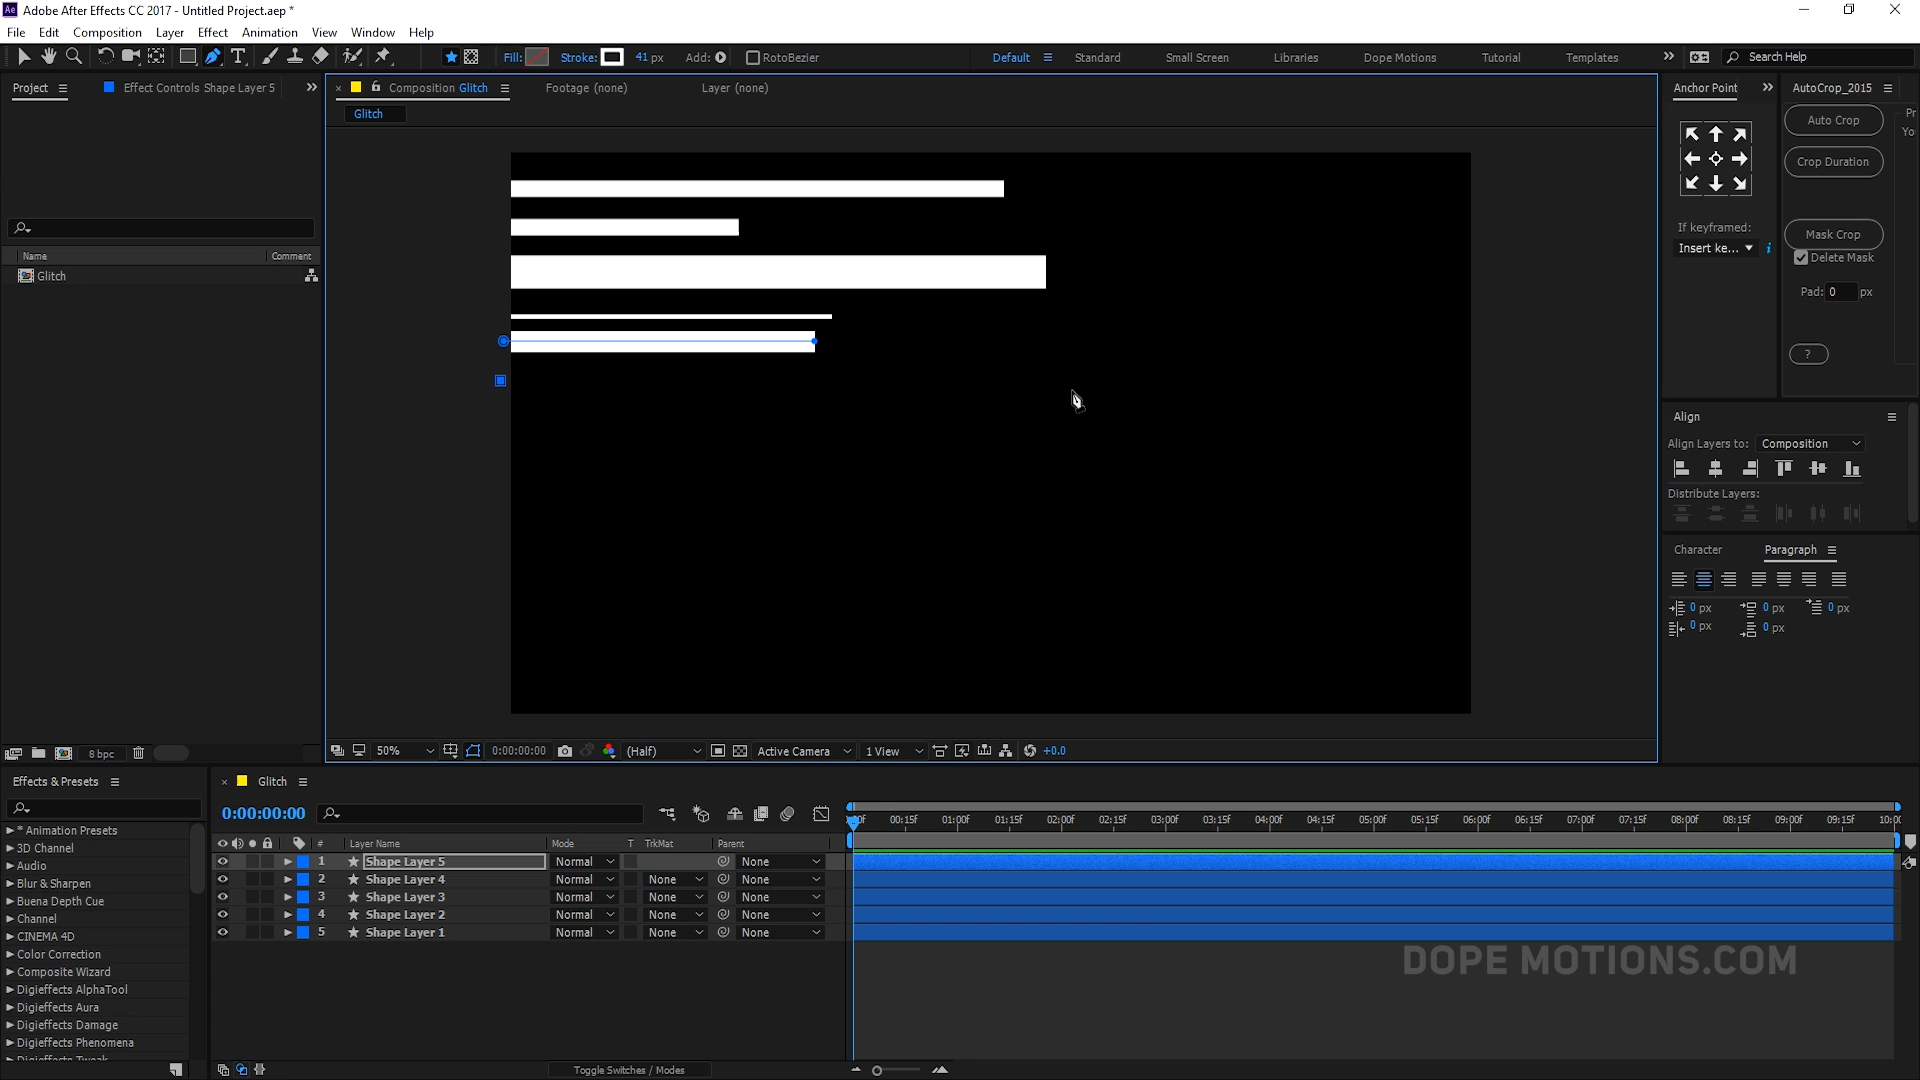 Adobe After Effects CC 2017 - Untitled Project.aep *
File Edit Composition Layer Effect Animation View Window Help
Fill: Stroke: 41 px Add: RotoBezier Default Standard Small Screen Libraries Dope Motions Tutorial Templates Search Help
Project Effect Controls Shape Layer 5 Composition Glitch Footage (none) Layer (none) Anchor Point AutoCrop_2015
Glitch
Auto Crop
Crop Duration
If keyframed:
Insert ke...
Mask Crop
Delete Mask
Pad: 0 px
?
Name Comment
Glitch
Align
Align Layers to: Composition
Distribute Layers:
Character Paragraph
0 px 0 px 0 px
0 px 0 px
8 bpc
50% 0:00:00:00 (Half) Active Camera 1 View +0.0
Effects & Presets
* Animation Presets
3D Channel
Audio
Blur & Sharpen
Buena Depth Cue
Channel
CINEMA 4D
Color Correction
Composite Wizard
Digieffects AlphaTool
Digieffects Aura
Digieffects Damage
Digieffects Phenomena
Glitch
0:00:00:00
00:15f 01:00f 01:15f 02:00f 02:15f 03:00f 03:15f 04:00f 04:15f 05:00f 05:15f 06:00f 06:15f 07:00f 07:15f 08:00f 08:15f 09:00f 09:15f
# Layer Name Mode T TrkMat Parent
1 Shape Layer 5 Normal None
2 Shape Layer 4 Normal None None
3 Shape Layer 3 Normal None None
4 Shape Layer 2 Normal None None
5 Shape Layer 1 Normal None None
DOPE MOTIONS.COM
Toggle Switches / Modes